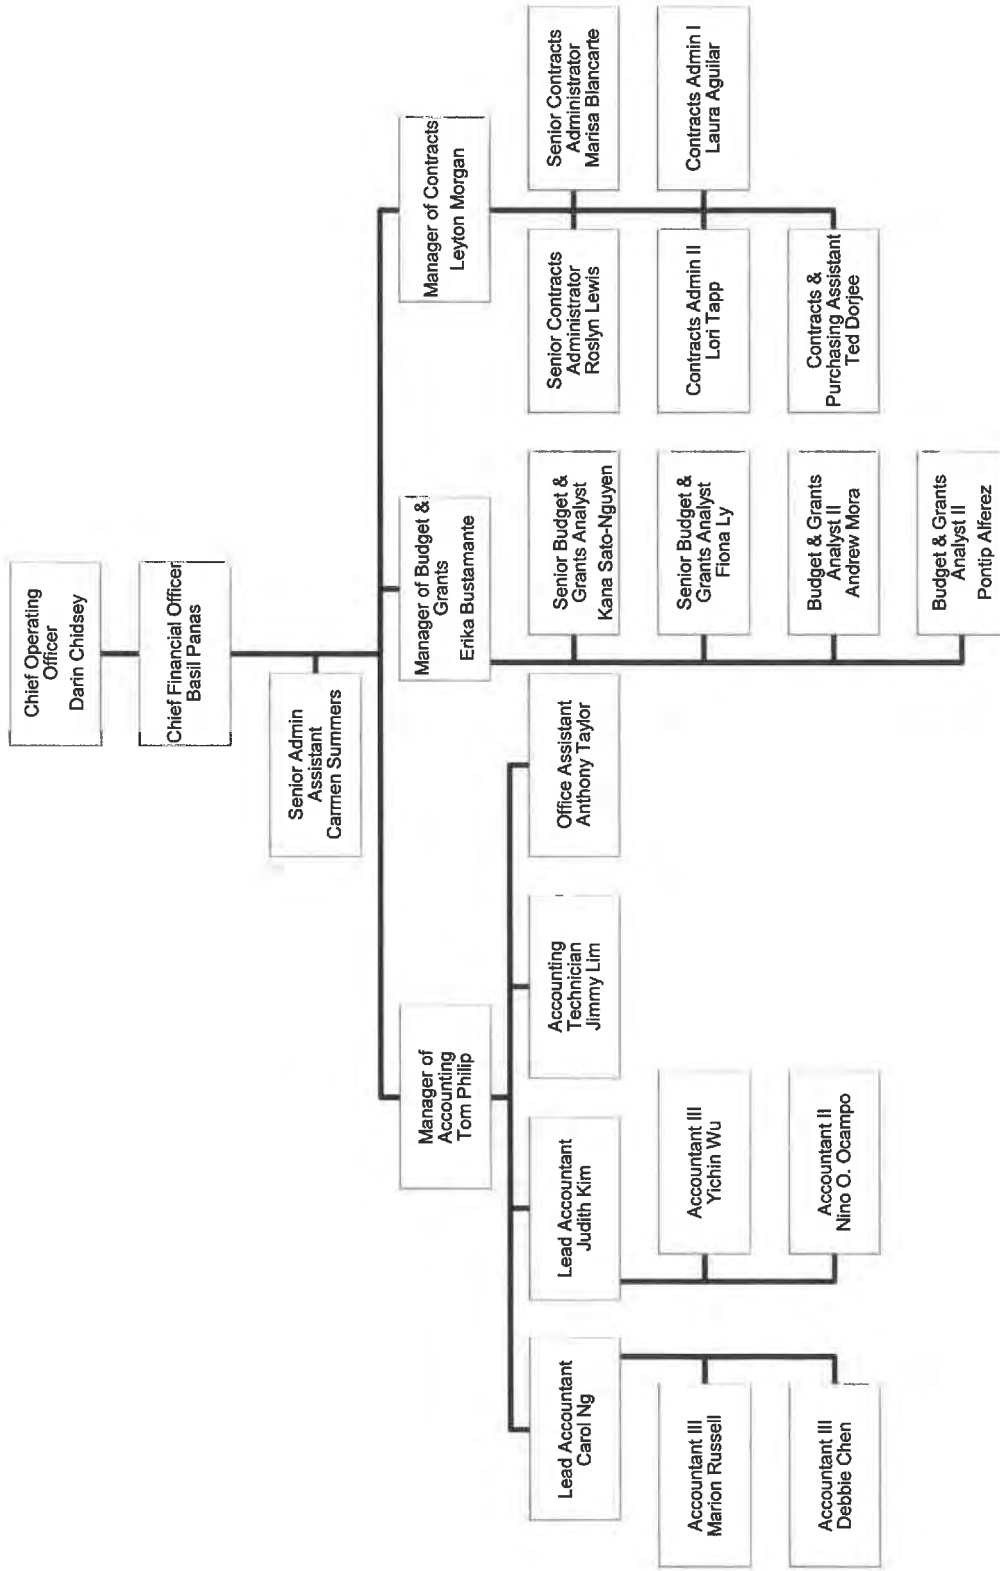 Chief Operating
Officer
Darin Chidsey
Chief Financial Officer
Basil Panas
Senior Admin
Assistant
Carmen Summers
Manager of
Accounting
Tom Philip
Manager of Budget &
Grants
Erika Bustamante
Manager of Contracts
Leyton Morgan
Lead Accountant
Carol Ng
Lead Accountant
Judith Kim
Accounting
Technician
Jimmy Lim
Office Assistant
Anthony Taylor
Senior Budget &
Grants Analyst
Kana Sato-Nguyen
Senior Contracts
Administrator
Roslyn Lewis
Senior Contracts
Administrator
Marisa Blancarte
Accountant III
Marion Russell
Accountant III
Yichin Wu
Senior Budget &
Grants Analyst
Fiona Ly
Contracts Admin II
Lori Tapp
Contracts Admin I
Laura Aguilar
Accountant III
Debbie Chen
Accountant II
Nino O. Ocampo
Budget & Grants
Analyst II
Andrew Mora
Contracts &
Purchasing Assistant
Ted Dorjee
Budget & Grants
Analyst II
Pontip Alferez